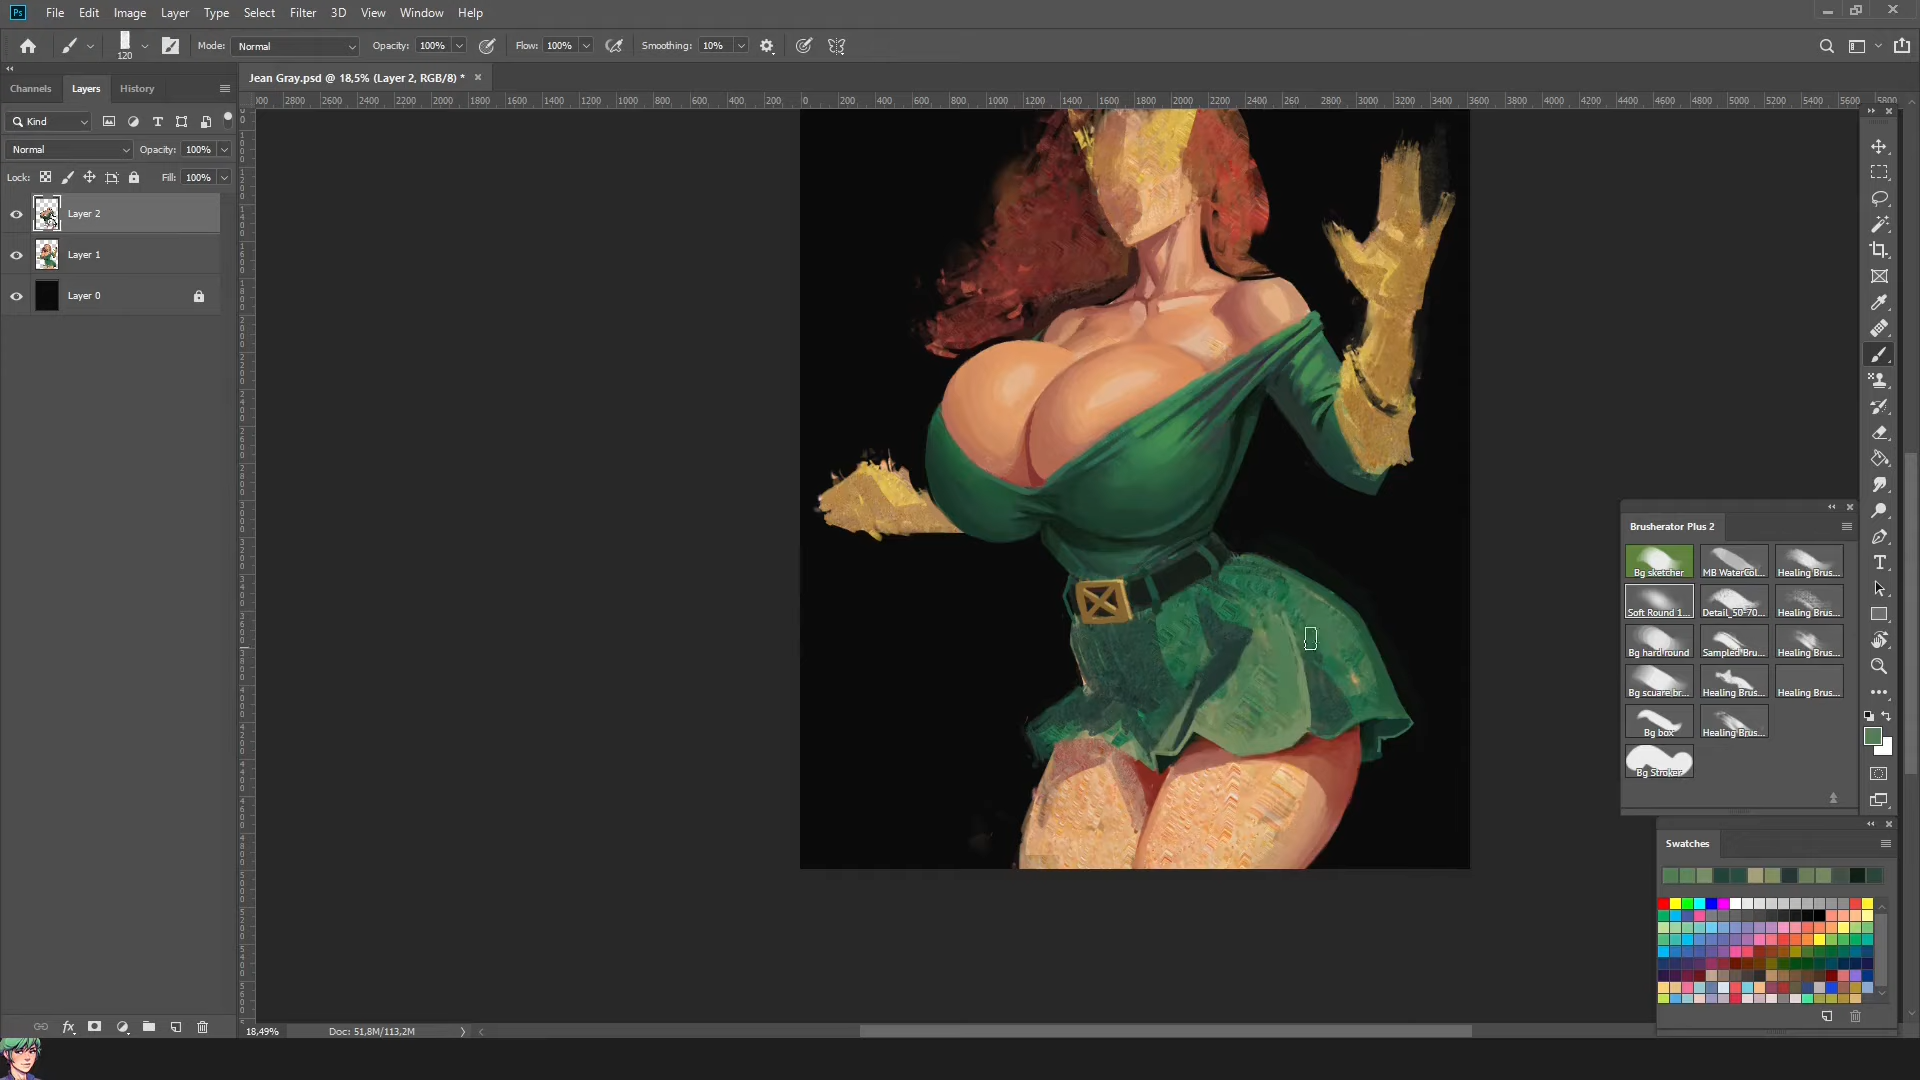 Ps File Edit Image Layer Type Select Filter 3D View Window Help
120 Mode: Normal Opacity: 100% Flow: 100% Smoothing: 10%
Channels Layers History
Jean Gray.psd @ 18,5% (Layer 2, RGB/8) *
Kind
Normal Opacity: 100%
Lock: Fill: 100%
Layer 2
Layer 1
Layer 0
Brusherator Plus 2
Bg sketcher MB WaterCol... Healing Brus...
Soft Round 1... Detail_50-70... Healing Brus...
Bg hard round Sampled Bru... Healing Brus...
Bg scuare br... Healing Brus... Healing Brus...
Bg box Healing Brus...
Bg Stroker
Swatches
fx
18,49% Doc: 51,8M/113,2M